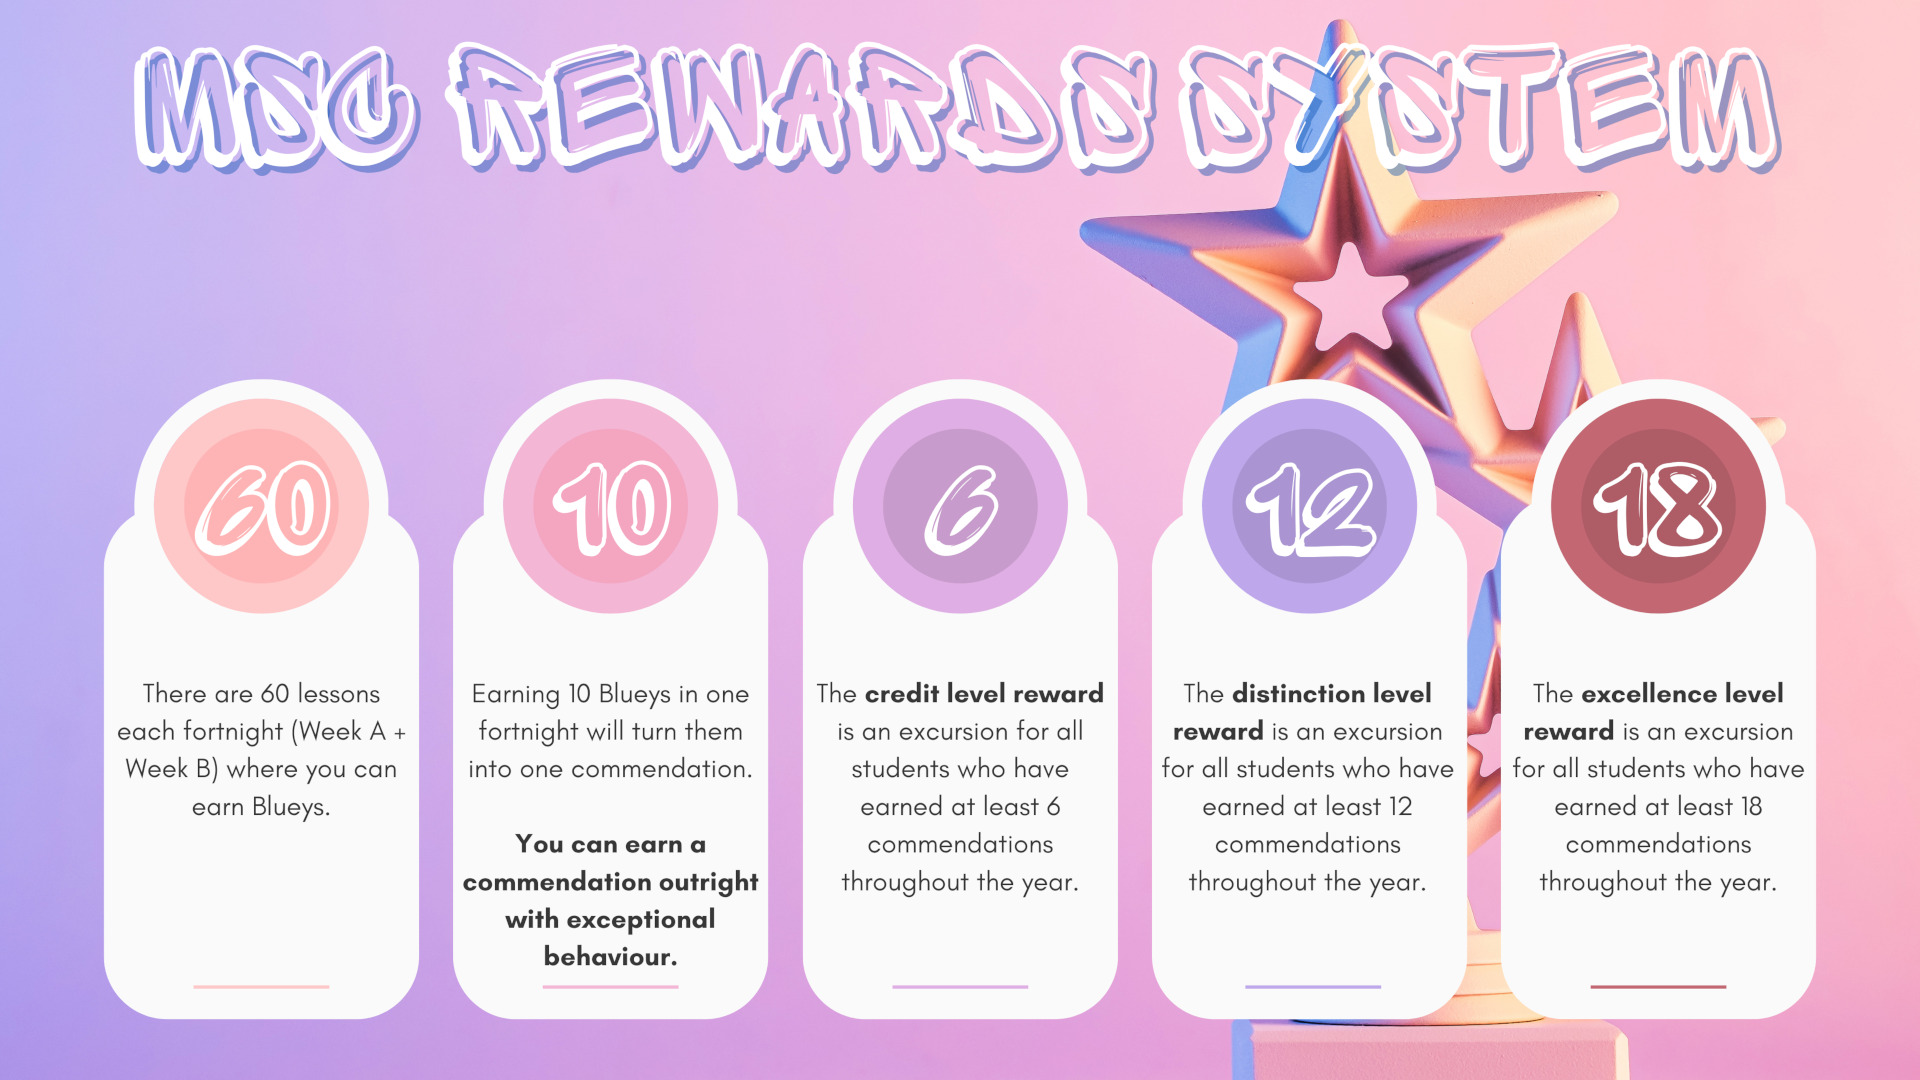 MSC REWARDS SYSTEM
60
There are 60 lessons
each fortnight (Week A +
Week B) where you can
earn Blueys.
10
Earning 10 Blueys in one
fortnight will turn them
into one commendation.
You can earn a
commendation outright
with exceptional
behaviour.
6
The credit level reward
is an excursion for all
students who have
earned at least 6
commendations
throughout the year.
12
The distinction level
reward is an excursion
for all students who have
earned at least 12
commendations
throughout the year.
18
The excellence level
reward is an excursion
for all students who have
earned at least 18
commendations
throughout the year.